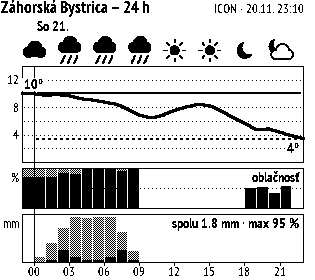 Záhorská Bystrica – 24 h
ICON · 20.11. 23:10
So 21.
12
10°
8
4
4°
%
oblačnosť
mm
spolu 1.8 mm · max 95 %
00 03 06 09 12 15 18 21